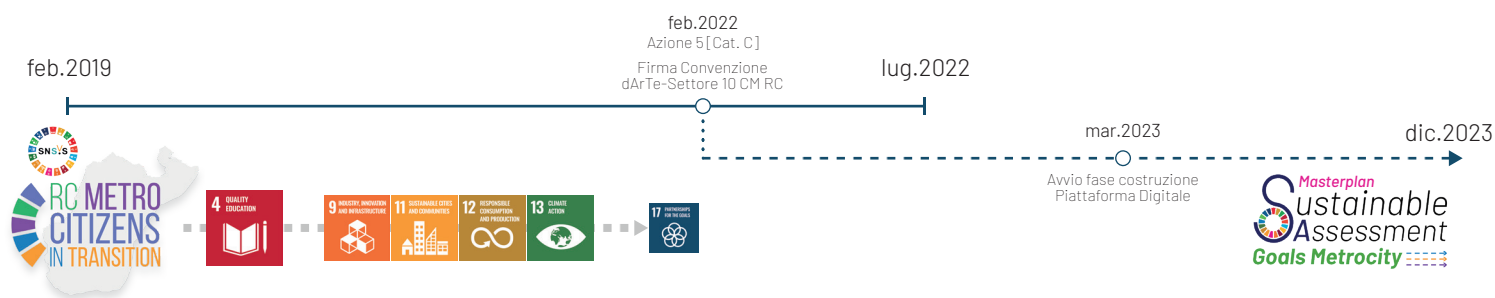 feb.2019
feb.2022
Azione 5 [Cat. C]
Firma Convenzione
dArTe-Settore 10 CM RC
lug.2022
mar.2023
Avvio fase costruzione
Piattaforma Digitale
dic.2023
SNSvS
RC METRO
CITIZENS
IN TRANSITION
4 QUALITY
EDUCATION
9 INDUSTRY, INNOVATION
AND INFRASTRUCTURE
11 SUSTAINABLE CITIES
AND COMMUNITIES
12 RESPONSIBLE
CONSUMPTION
AND PRODUCTION
13 CLIMATE
ACTION
17 PARTNERSHIPS
FOR THE GOALS
Masterplan
Sustainable
Assessment
Goals Metrocity